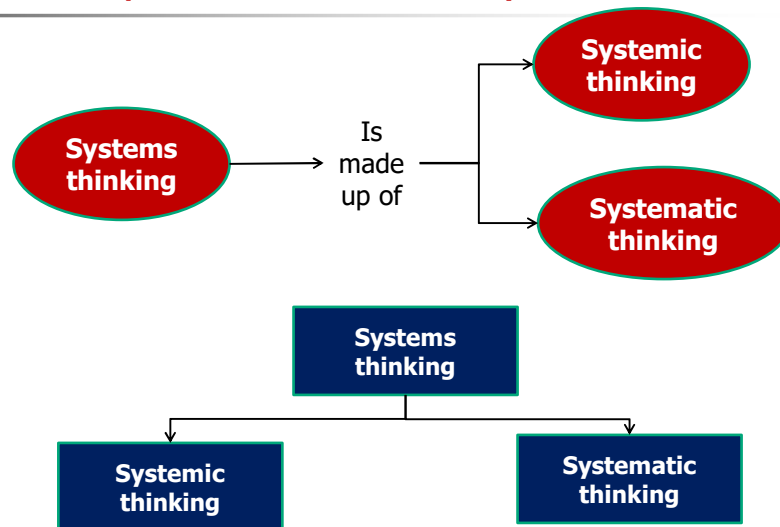 Systemic
thinking
Systems
thinking
Is
made
up of
Systematic
thinking
Systems
thinking
Systemic
thinking
Systematic
thinking